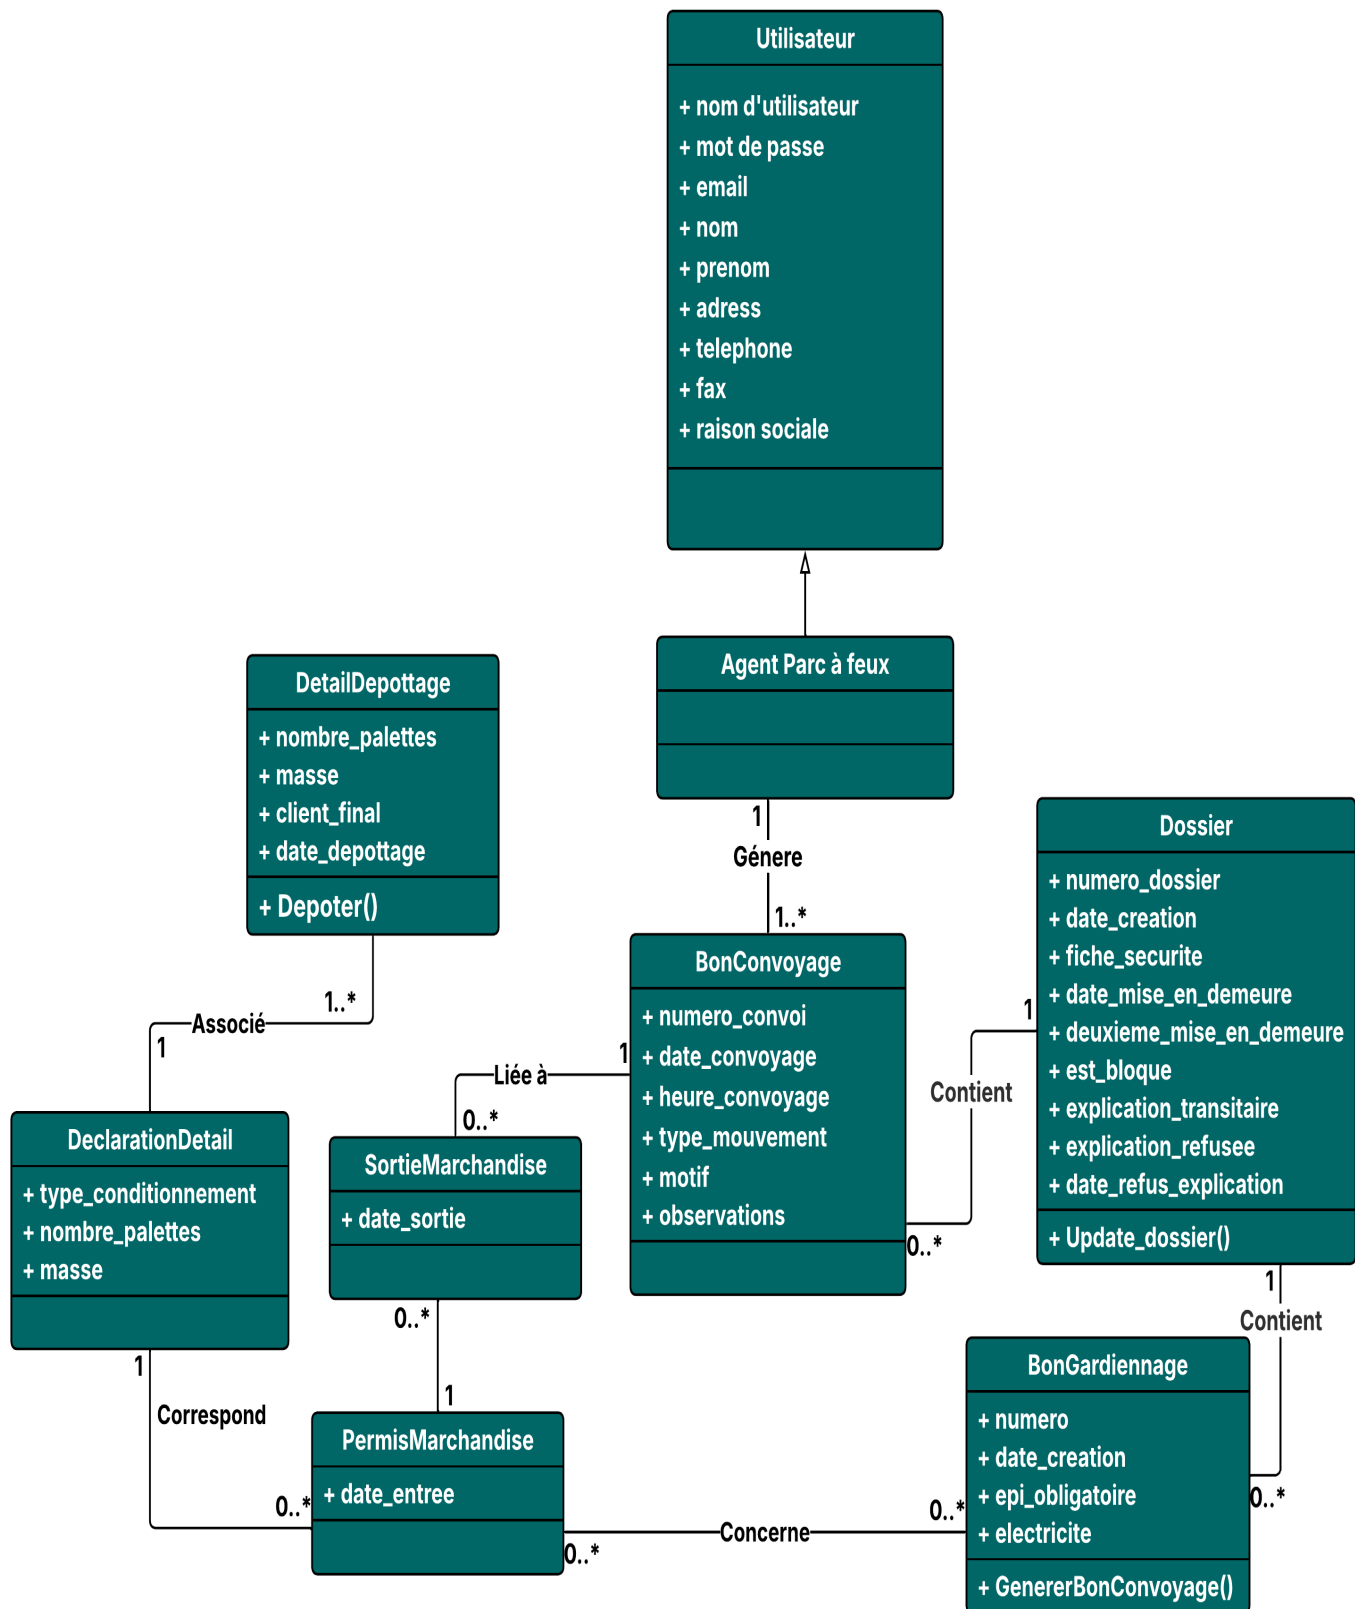 Utilisateur
+ nom d'utilisateur
+ mot de passe
+ email
+ nom
+ prenom
+ adress
+ telephone
+ fax
+ raison sociale
Agent Parc à feux
1
Génere
1..*
DetailDepottage
+ nombre_palettes
+ masse
+ client_final
+ date_depottage
+ Depoter()
1..*
Associé
1
BonConvoyage
+ numero_convoi
+ date_convoyage
+ heure_convoyage
+ type_mouvement
+ motif
+ observations
Dossier
+ numero_dossier
+ date_creation
+ fiche_securite
+ date_mise_en_demeure
+ deuxieme_mise_en_demeure
+ est_bloque
+ explication_transitaire
+ explication_refusee
+ date_refus_explication
+ Update_dossier()
1
Contient
0..*
1
Liée à
0..*
DeclarationDetail
+ type_conditionnement
+ nombre_palettes
+ masse
SortieMarchandise
+ date_sortie
0..*
1
1
Correspond
0..*
PermisMarchandise
+ date_entree
0..*
Concerne
0..*
1
Contient
0..*
BonGardiennage
+ numero
+ date_creation
+ epi_obligatoire
+ electricite
+ GenererBonConvoyage()